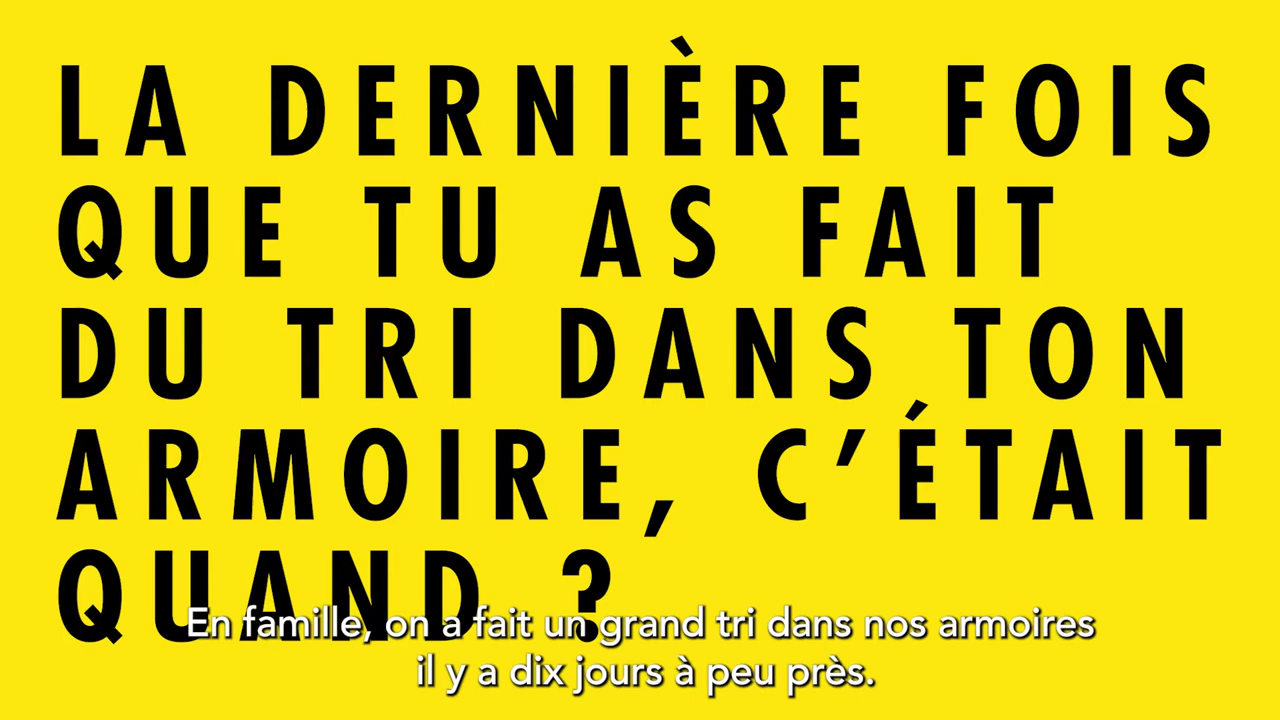 LA DERNIÈRE FOIS
QUE TU AS FAIT
DU TRI DANS TON
ARMOIRE, C’ÉTAIT
QUAND ?
En famille, on a fait un grand tri dans nos armoires
il y a dix jours à peu près.